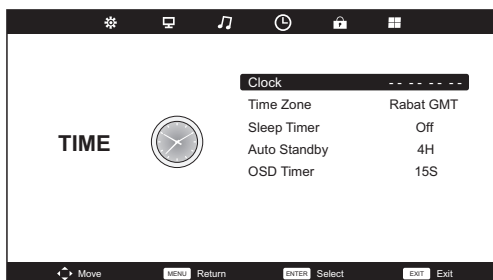 Clock - - - - - - - -
Time Zone Rabat GMT
Sleep Timer Off
TIME
Auto Standby 4H
OSD Timer 15S
Move MENU Return ENTER Select EXIT Exit